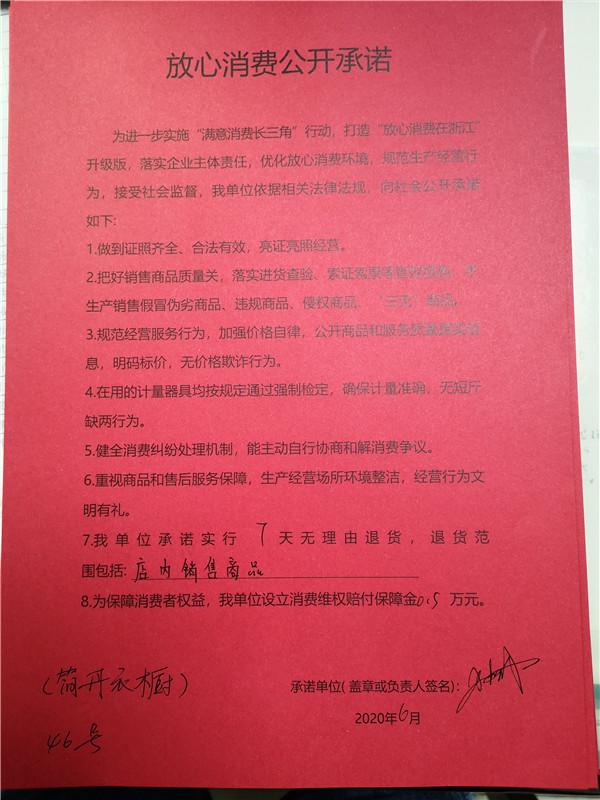 放心消费公开承诺
为进一步实施“满意消费长三角”行动，打造“放心消费在浙江”
升级版，落实企业主体责任，优化放心消费环境，规范生产经营行
为，接受社会监督，我单位依据相关法律法规，向社会公开承诺
如下:
1.做到证照齐全、合法有效，亮证亮照经营。
2.把好销售商品质量关，落实进货查验、索证索票等管理制度，不
生产销售假冒伪劣商品、违规商品、侵权商品、“三无”商品。
3.规范经营服务行为，加强价格自律，公开商品和服务质量真实信
息，明码标价，无价格欺诈行为。
4.在用的计量器具均按规定通过强制检定，确保计量准确，无短斤
缺两行为。
5.健全消费纠纷处理机制，能主动自行协商和解消费争议。
6.重视商品和售后服务保障，生产经营场所环境整洁，经营行为文
明有礼。
7.我单位承诺实行 7 天无理由退货，退货范
围包括: 店内销售商品
8.为保障消费者权益，我单位设立消费维权赔付保障金0.5 万元。
(简丹衣橱)
承诺单位( 盖章或负责人签名):
2020年6月
46号